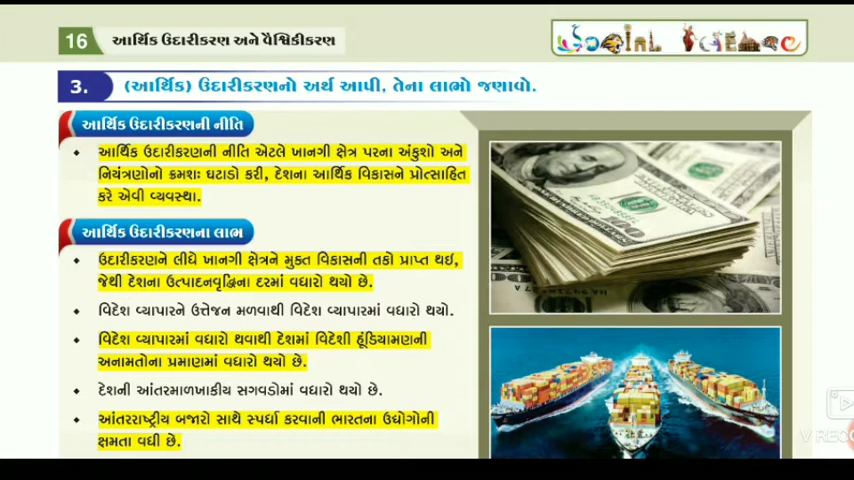 16 આર્થિક ઉદારીકરણ અને વૈશ્વિકીકરણ
SOCIAL SCIENCE
3. (આર્થિક) ઉદારીકરણનો અર્થ આપી, તેના લાભો જણાવો.
આર્થિક ઉદારીકરણની નીતિ
આર્થિક ઉદારીકરણની નીતિ એટલે ખાનગી ક્ષેત્ર પરના અંકુશો અને
નિયંત્રણોનો ક્રમશઃ ઘટાડો કરી, દેશના આર્થિક વિકાસને પ્રોત્સાહિત
કરે એવી વ્યવસ્થા.
આર્થિક ઉદારીકરણના લાભ
ઉદારીકરણને લીધે ખાનગી ક્ષેત્રને મુક્ત વિકાસની તકો પ્રાપ્ત થઈ,
જેથી દેશના ઉત્પાદનવૃદ્ધિના દરમાં વધારો થયો છે.
વિદેશ વ્યાપારને ઉત્તેજન મળવાથી વિદેશ વ્યાપારમાં વધારો થયો.
વિદેશ વ્યાપારમાં વધારો થવાથી દેશમાં વિદેશી હૂંડિયામણની
અનામતોના પ્રમાણમાં વધારો થયો છે.
દેશની આંતરમાળખાકીય સગવડોમાં વધારો થયો છે.
આંતરરાષ્ટ્રીય બજારો સાથે સ્પર્ધા કરવાની ભારતના ઉદ્યોગોની
ક્ષમતા વધી છે.
100
V REC